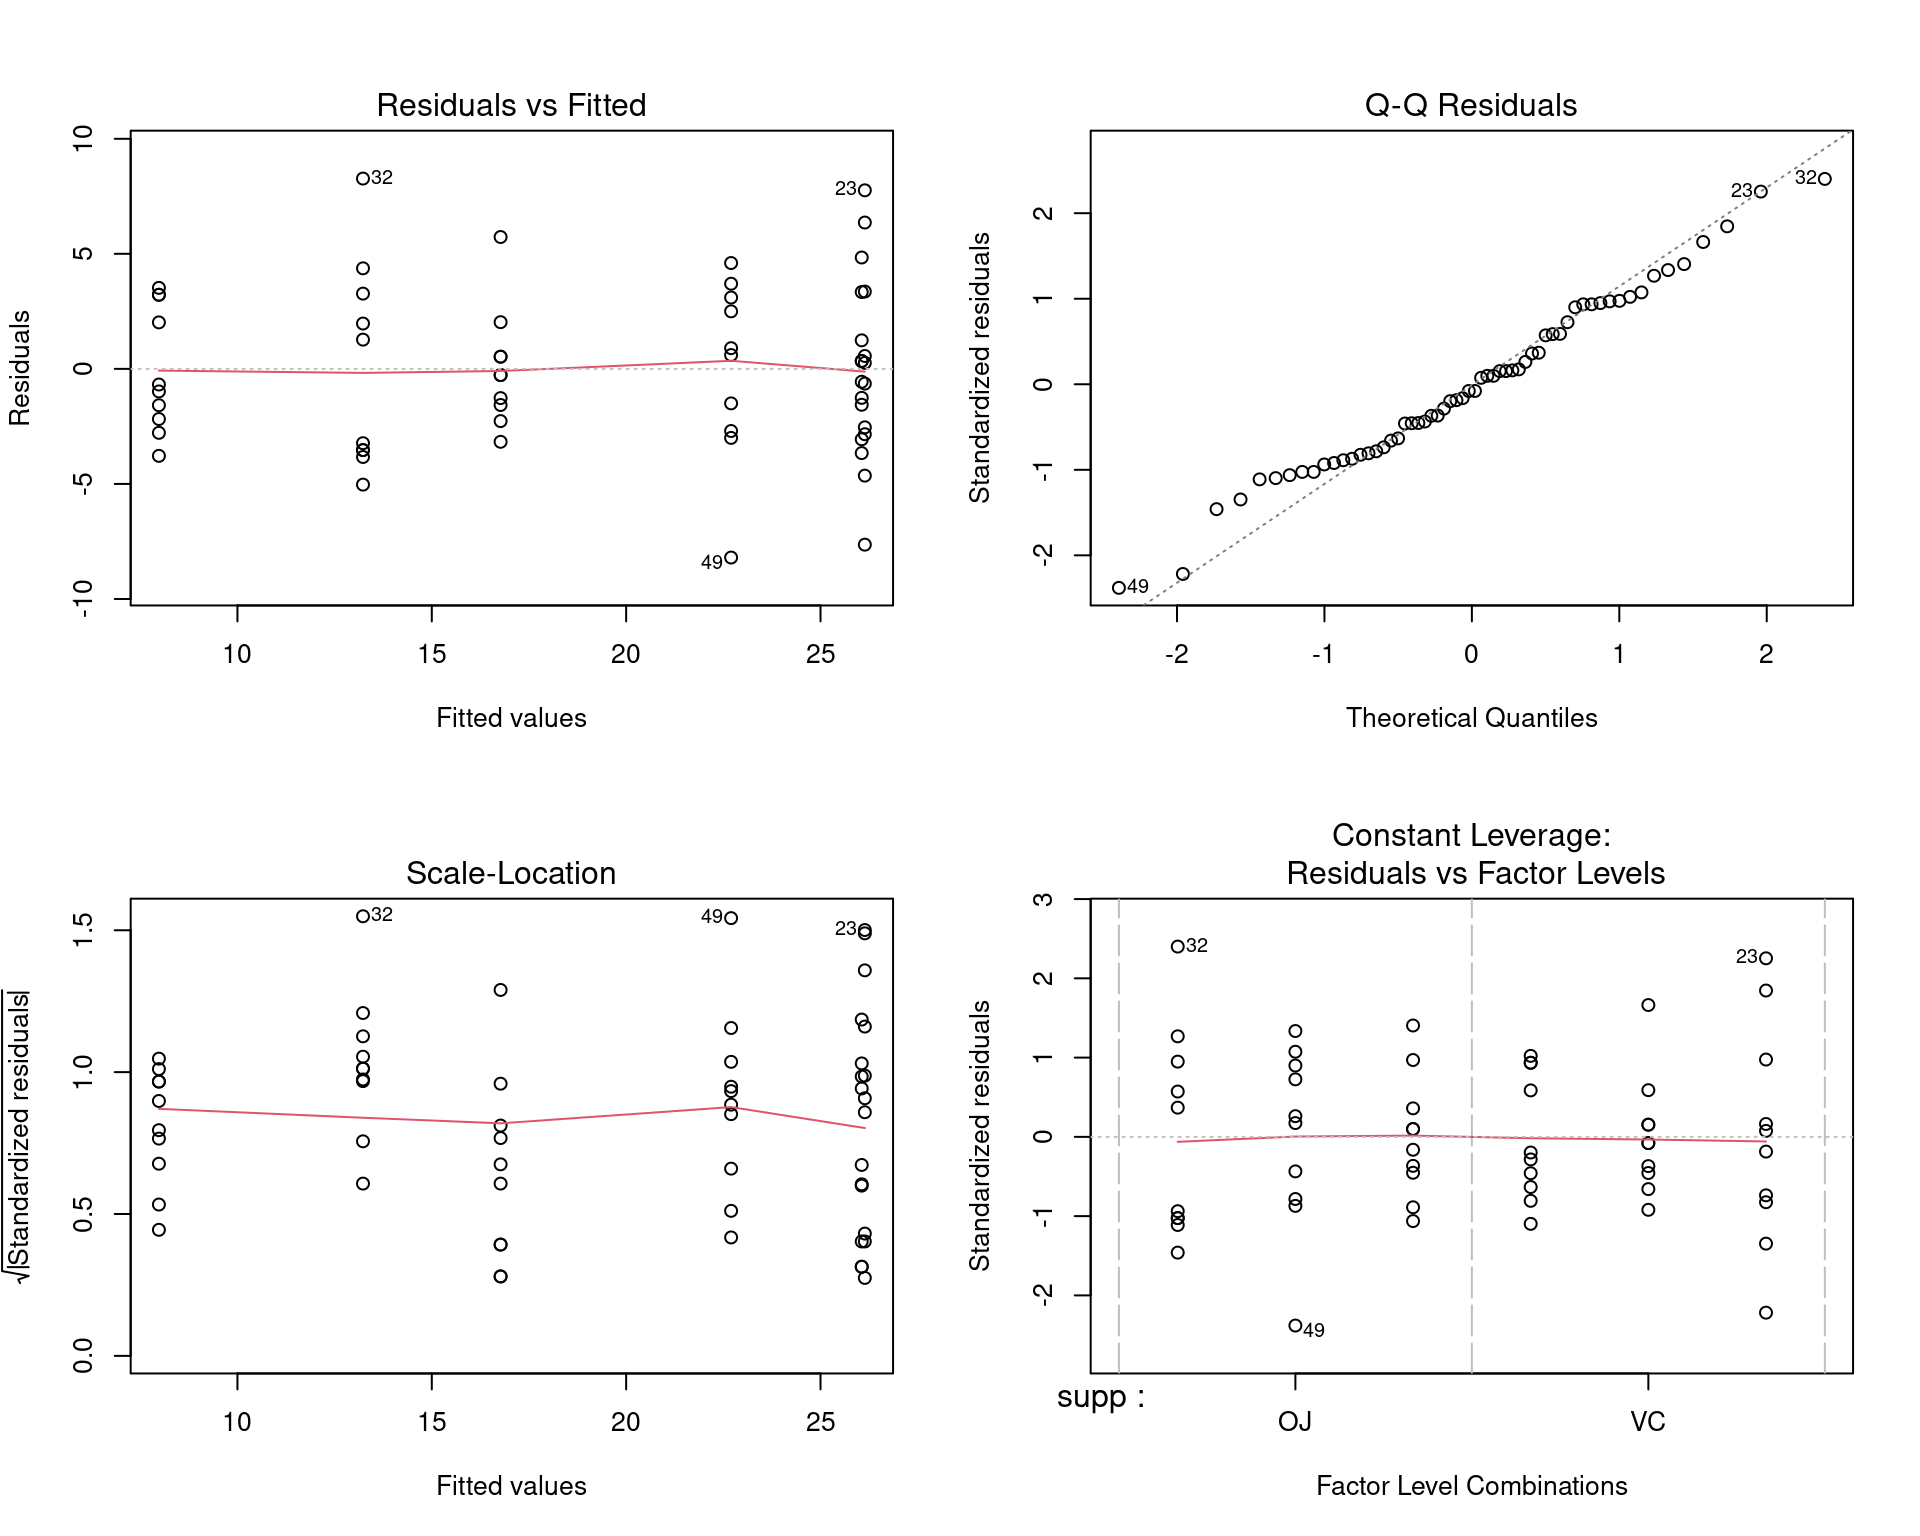 Residuals vs Fitted
Residuals
10
5
0
-5
-10
32
23
49
10 15 20 25
Fitted values
Q-Q Residuals
Standardized residuals
2
1
0
-1
-2
23
32
49
-2 -1 0 1 2
Theoretical Quantiles
Scale-Location
√|Standardized residuals|
1.5
1.0
0.5
0.0
32
49
23
10 15 20 25
Fitted values
Constant Leverage:
Residuals vs Factor Levels
Standardized residuals
3
2
1
0
-1
-2
32
23
49
supp :
OJ VC
Factor Level Combinations